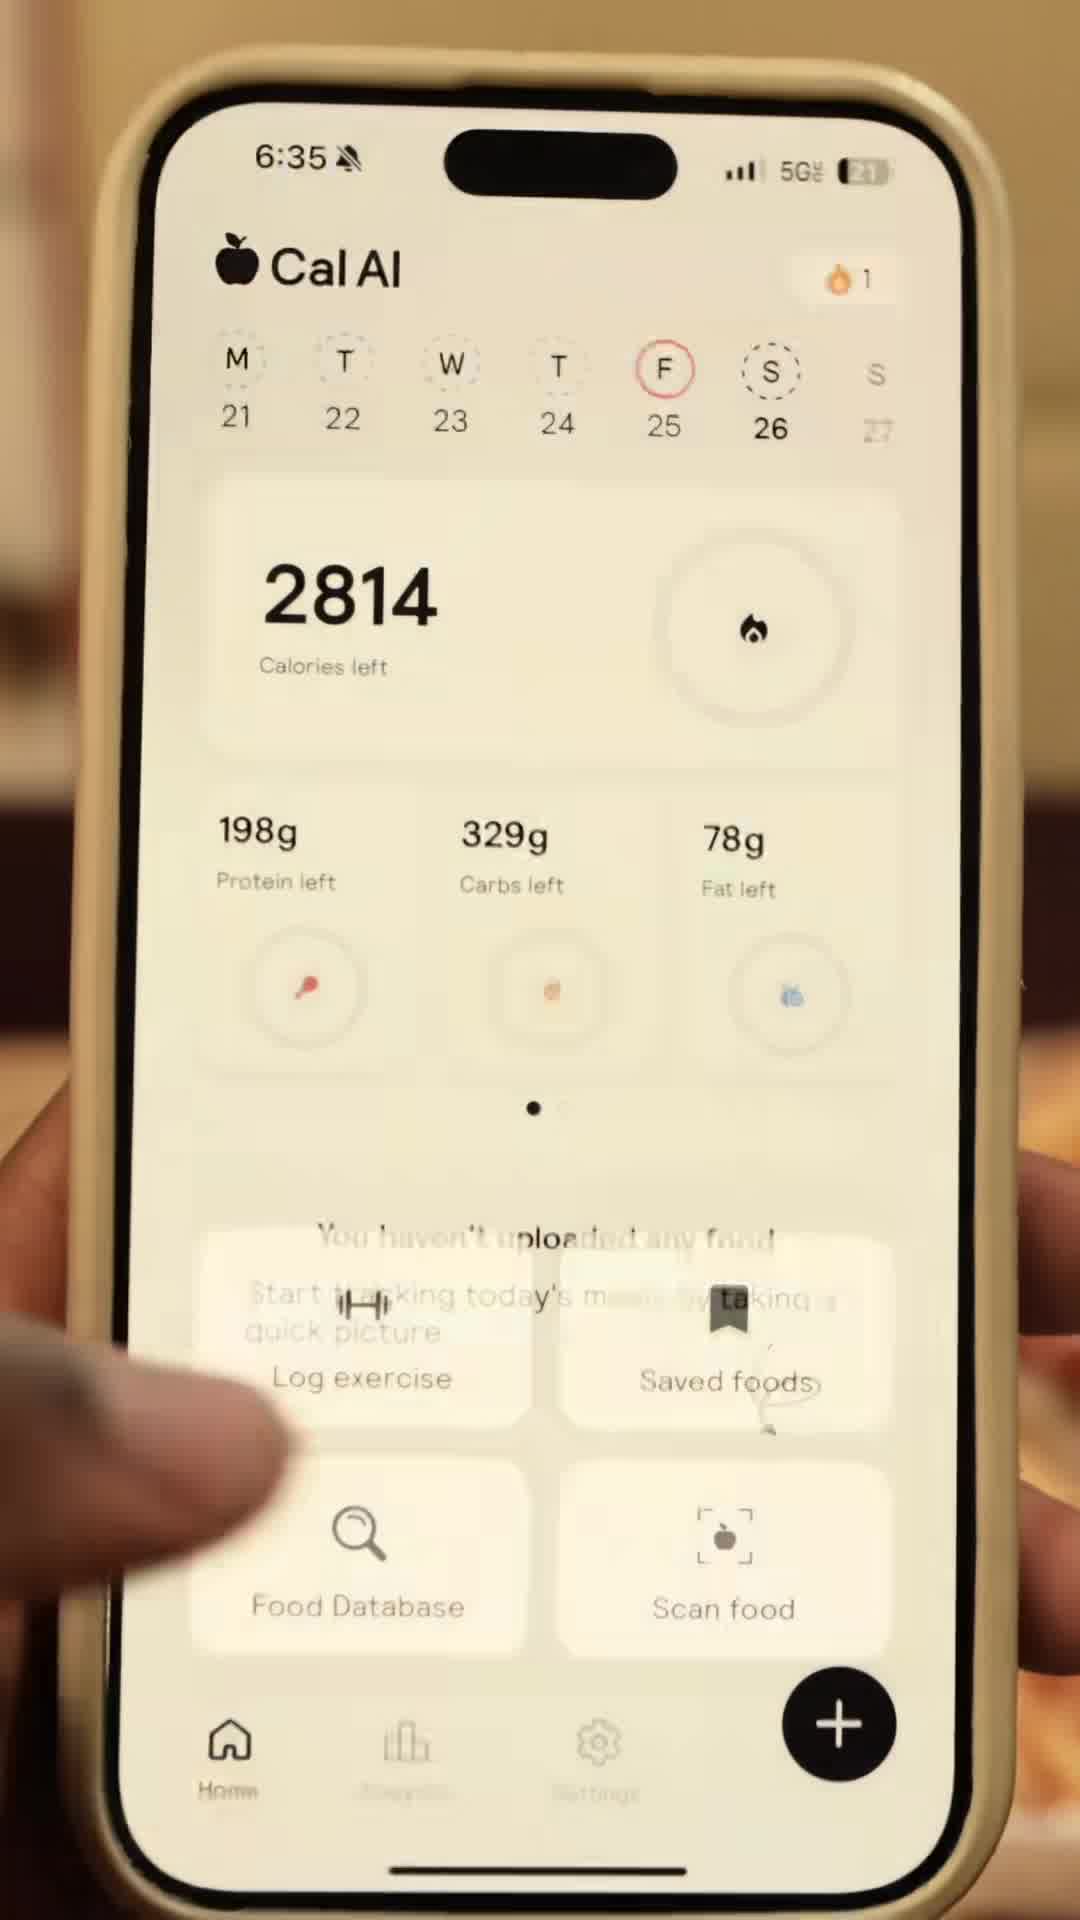 6:35 5G 21
Cal AI
1
M T W T F S S
21 22 23 24 25 26 27
2814
Calories left
198g 329g 78g
Protein left Carbs left Fat left
You haven't uploaded any food
Start tracking today's meals by taking a
quick picture
Log exercise Saved foods
Food Database Scan food
Home Settings